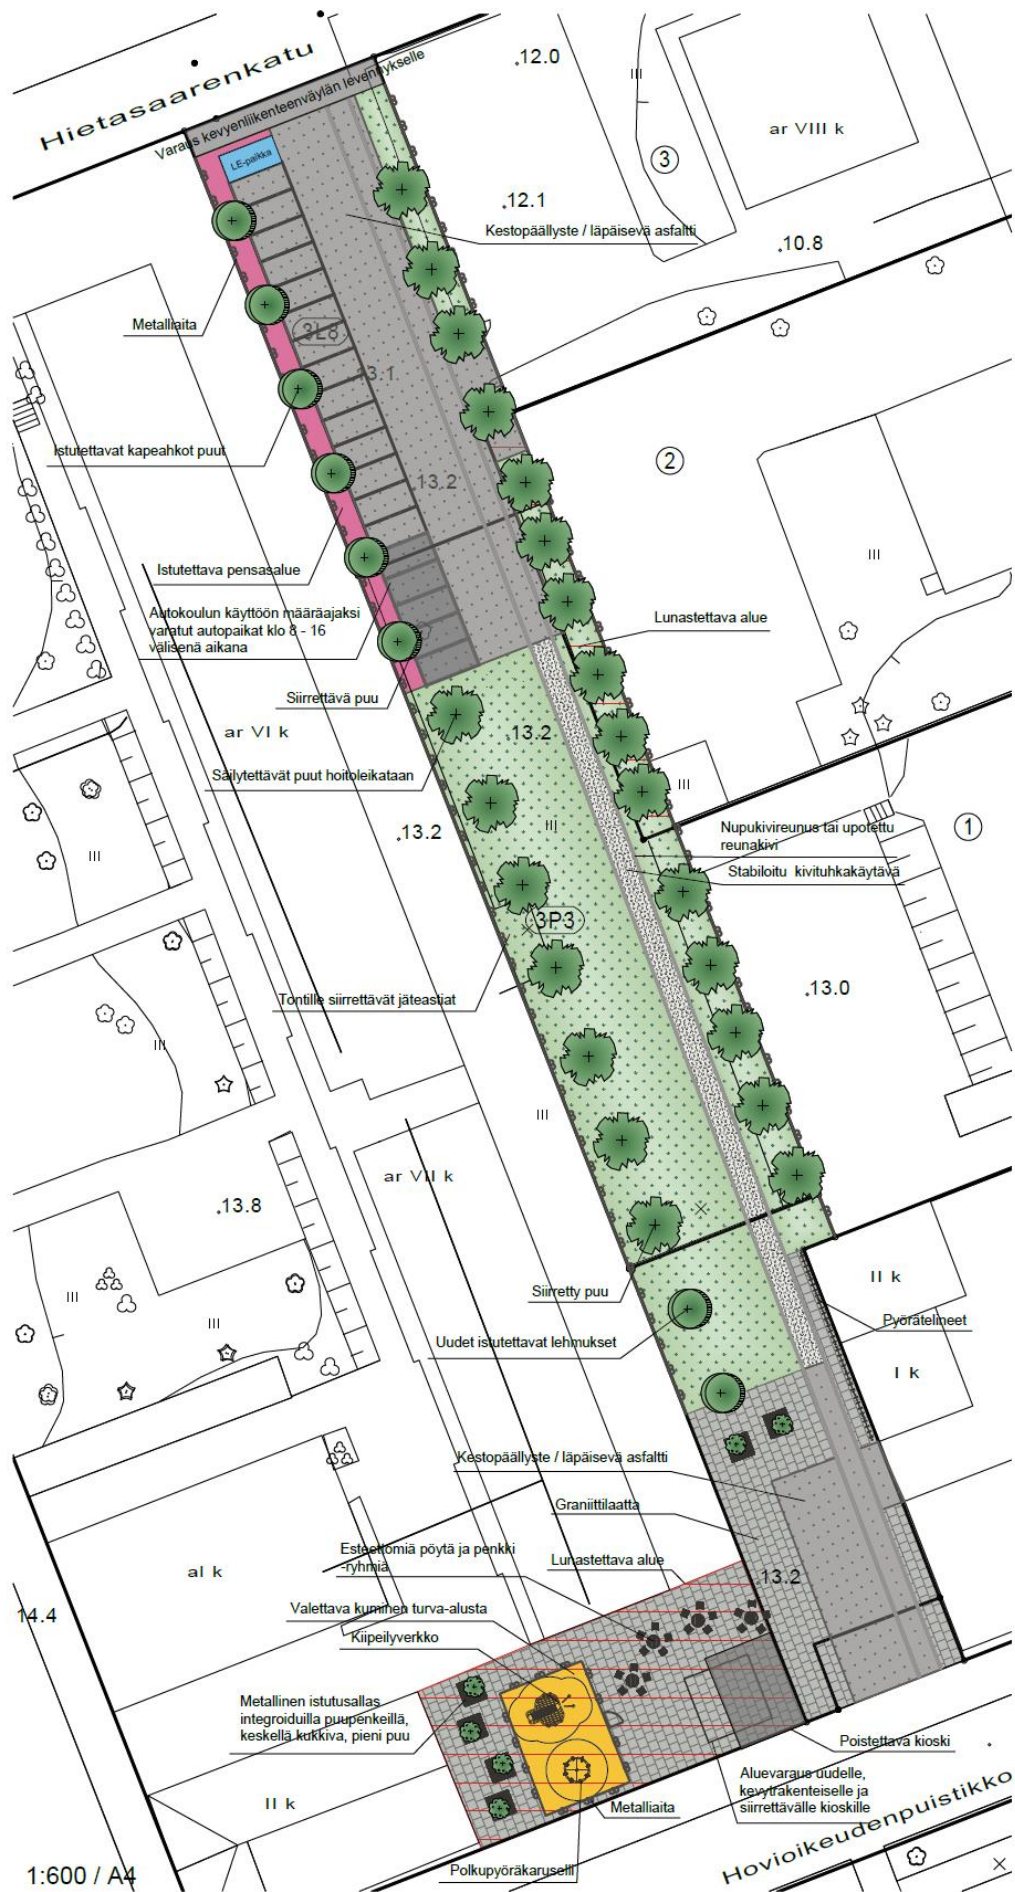 Hietasaarenkatu
Varaus kevyenliikenteenväylän levennykselle
LE-paikka
12.0
ar VIII k
3
12.1
Kestopäällyste / läpäisevä asfaltti
10.8
Metalliaita
3L8
13.1
Istutettavat kapeahkot puut
13.2
2
Istutettava pensasalue
Autokoulun käyttöön määräajaksi
varatut autopaikat klo 8 - 16
välisenä aikana
Lunastettava alue
Siirrettävä puu
ar VI k
13.2
Säilytettävät puut hoitoleikataan
13.2
Nupukivireunus tai upotettu
reunakivi
1
Stabiloitu kivituhkakäytävä
3P3
Tontille siirrettävät jäteastiat
13.0
ar VII k
13.8
II k
Siirretty puu
Pyörätelineet
Uudet istutettavat lehmukset
I k
Kestopäällyste / läpäisevä asfaltti
Graniittilaatta
Esteettömiä pöytä ja penkki
-ryhmiä
Lunastettava alue
al k
13.2
14.4
Valettava kuminen turva-alusta
Kiipeilyverkko
Metallinen istutusallas
integroiduilla puupenkeillä,
keskellä kukkiva, pieni puu
Poistettava kioski
Aluevaraus uudelle,
kevytrakenteiselle ja
siirrettävälle kioskille
II k
Metalliaita
Hovioikeudenpuistikko
Polkupyöräkaruselli
1:600 / A4